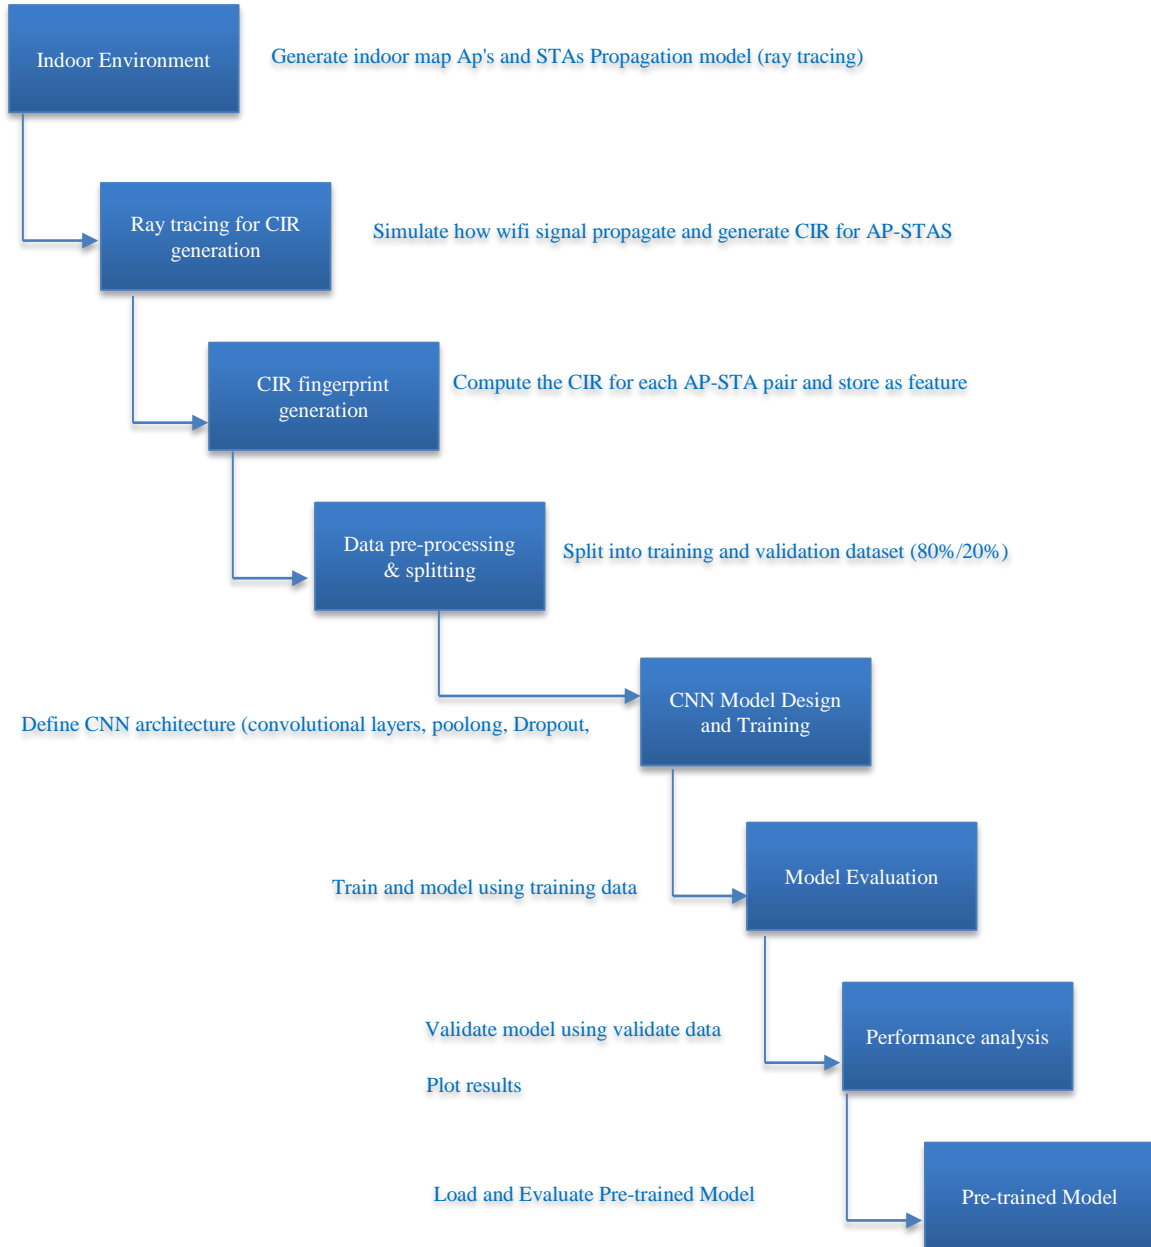 Indoor Environment
Generate indoor map Ap's and STAs Propagation model (ray tracing)
Ray tracing for CIR
generation
Simulate how wifi signal propagate and generate CIR for AP-STAS
CIR fingerprint
generation
Compute the CIR for each AP-STA pair and store as feature
Data pre-processing
& splitting
Split into training and validation dataset (80%/20%)
CNN Model Design
and Training
Define CNN architecture (convolutional layers, poolong, Dropout,
Model Evaluation
Train and model using training data
Performance analysis
Validate model using validate data
Plot results
Pre-trained Model
Load and Evaluate Pre-trained Model